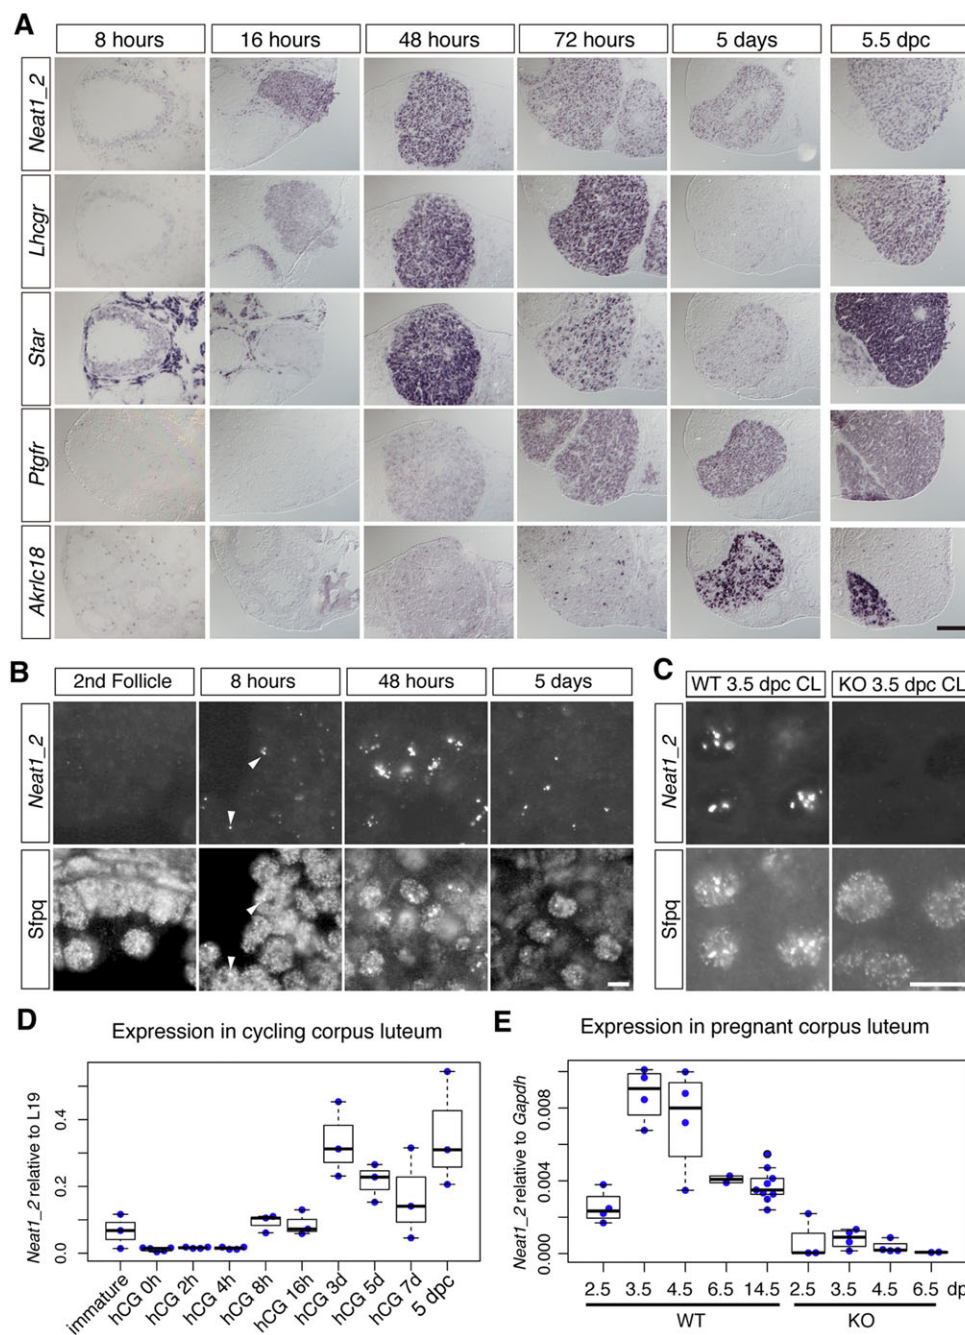 A
8 hours
16 hours
48 hours
72 hours
5 days
5.5 dpc
Neat1_2
Lhcgr
Star
Ptgfr
Akrlc18
B
2nd Follicle
8 hours
48 hours
5 days
Neat1_2
Sfpq
C
WT 3.5 dpc CL
KO 3.5 dpc CL
Neat1_2
Sfpq
D
Expression in cycling corpus luteum
Neat1_2 relative to L19
0.4
0.2
0.0
immature
hCG 0h
hCG 2h
hCG 4h
hCG 8h
hCG 16h
hCG 3d
hCG 5d
hCG 7d
5 dpc
E
Expression in pregnant corpus luteum
Neat1_2 relative to Gapdh
0.008
0.004
0.000
2.5 3.5 4.5 6.5 14.5 2.5 3.5 4.5 6.5
WT
KO